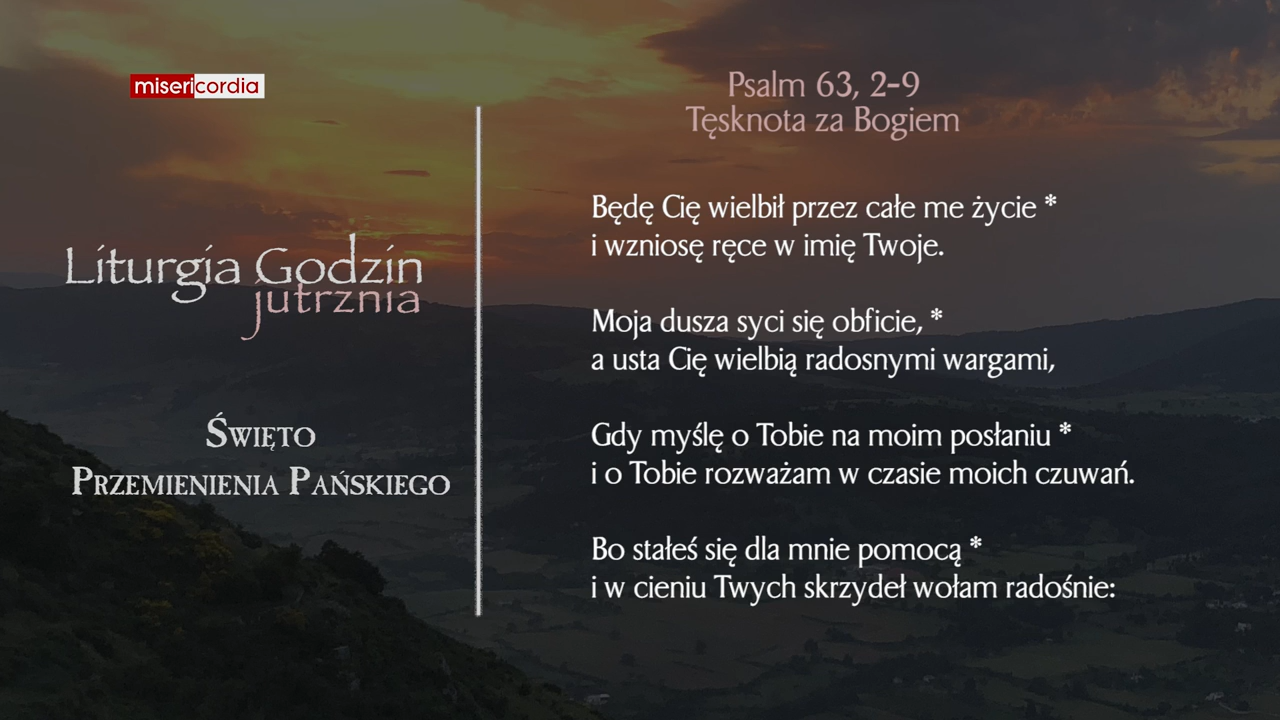 misericordia
Liturgia Godzin
jutrznia
Święto
Przemienienia Pańskiego
Psalm 63, 2-9
Tęsknota za Bogiem
Będę Cię wielbił przez całe me życie *
i wzniosę ręce w imię Twoje.
Moja dusza syci się obficie, *
a usta Cię wielbią radosnymi wargami,
Gdy myślę o Tobie na moim posłaniu *
i o Tobie rozważam w czasie moich czuwań.
Bo stałeś się dla mnie pomocą *
i w cieniu Twych skrzydeł wołam radośnie: